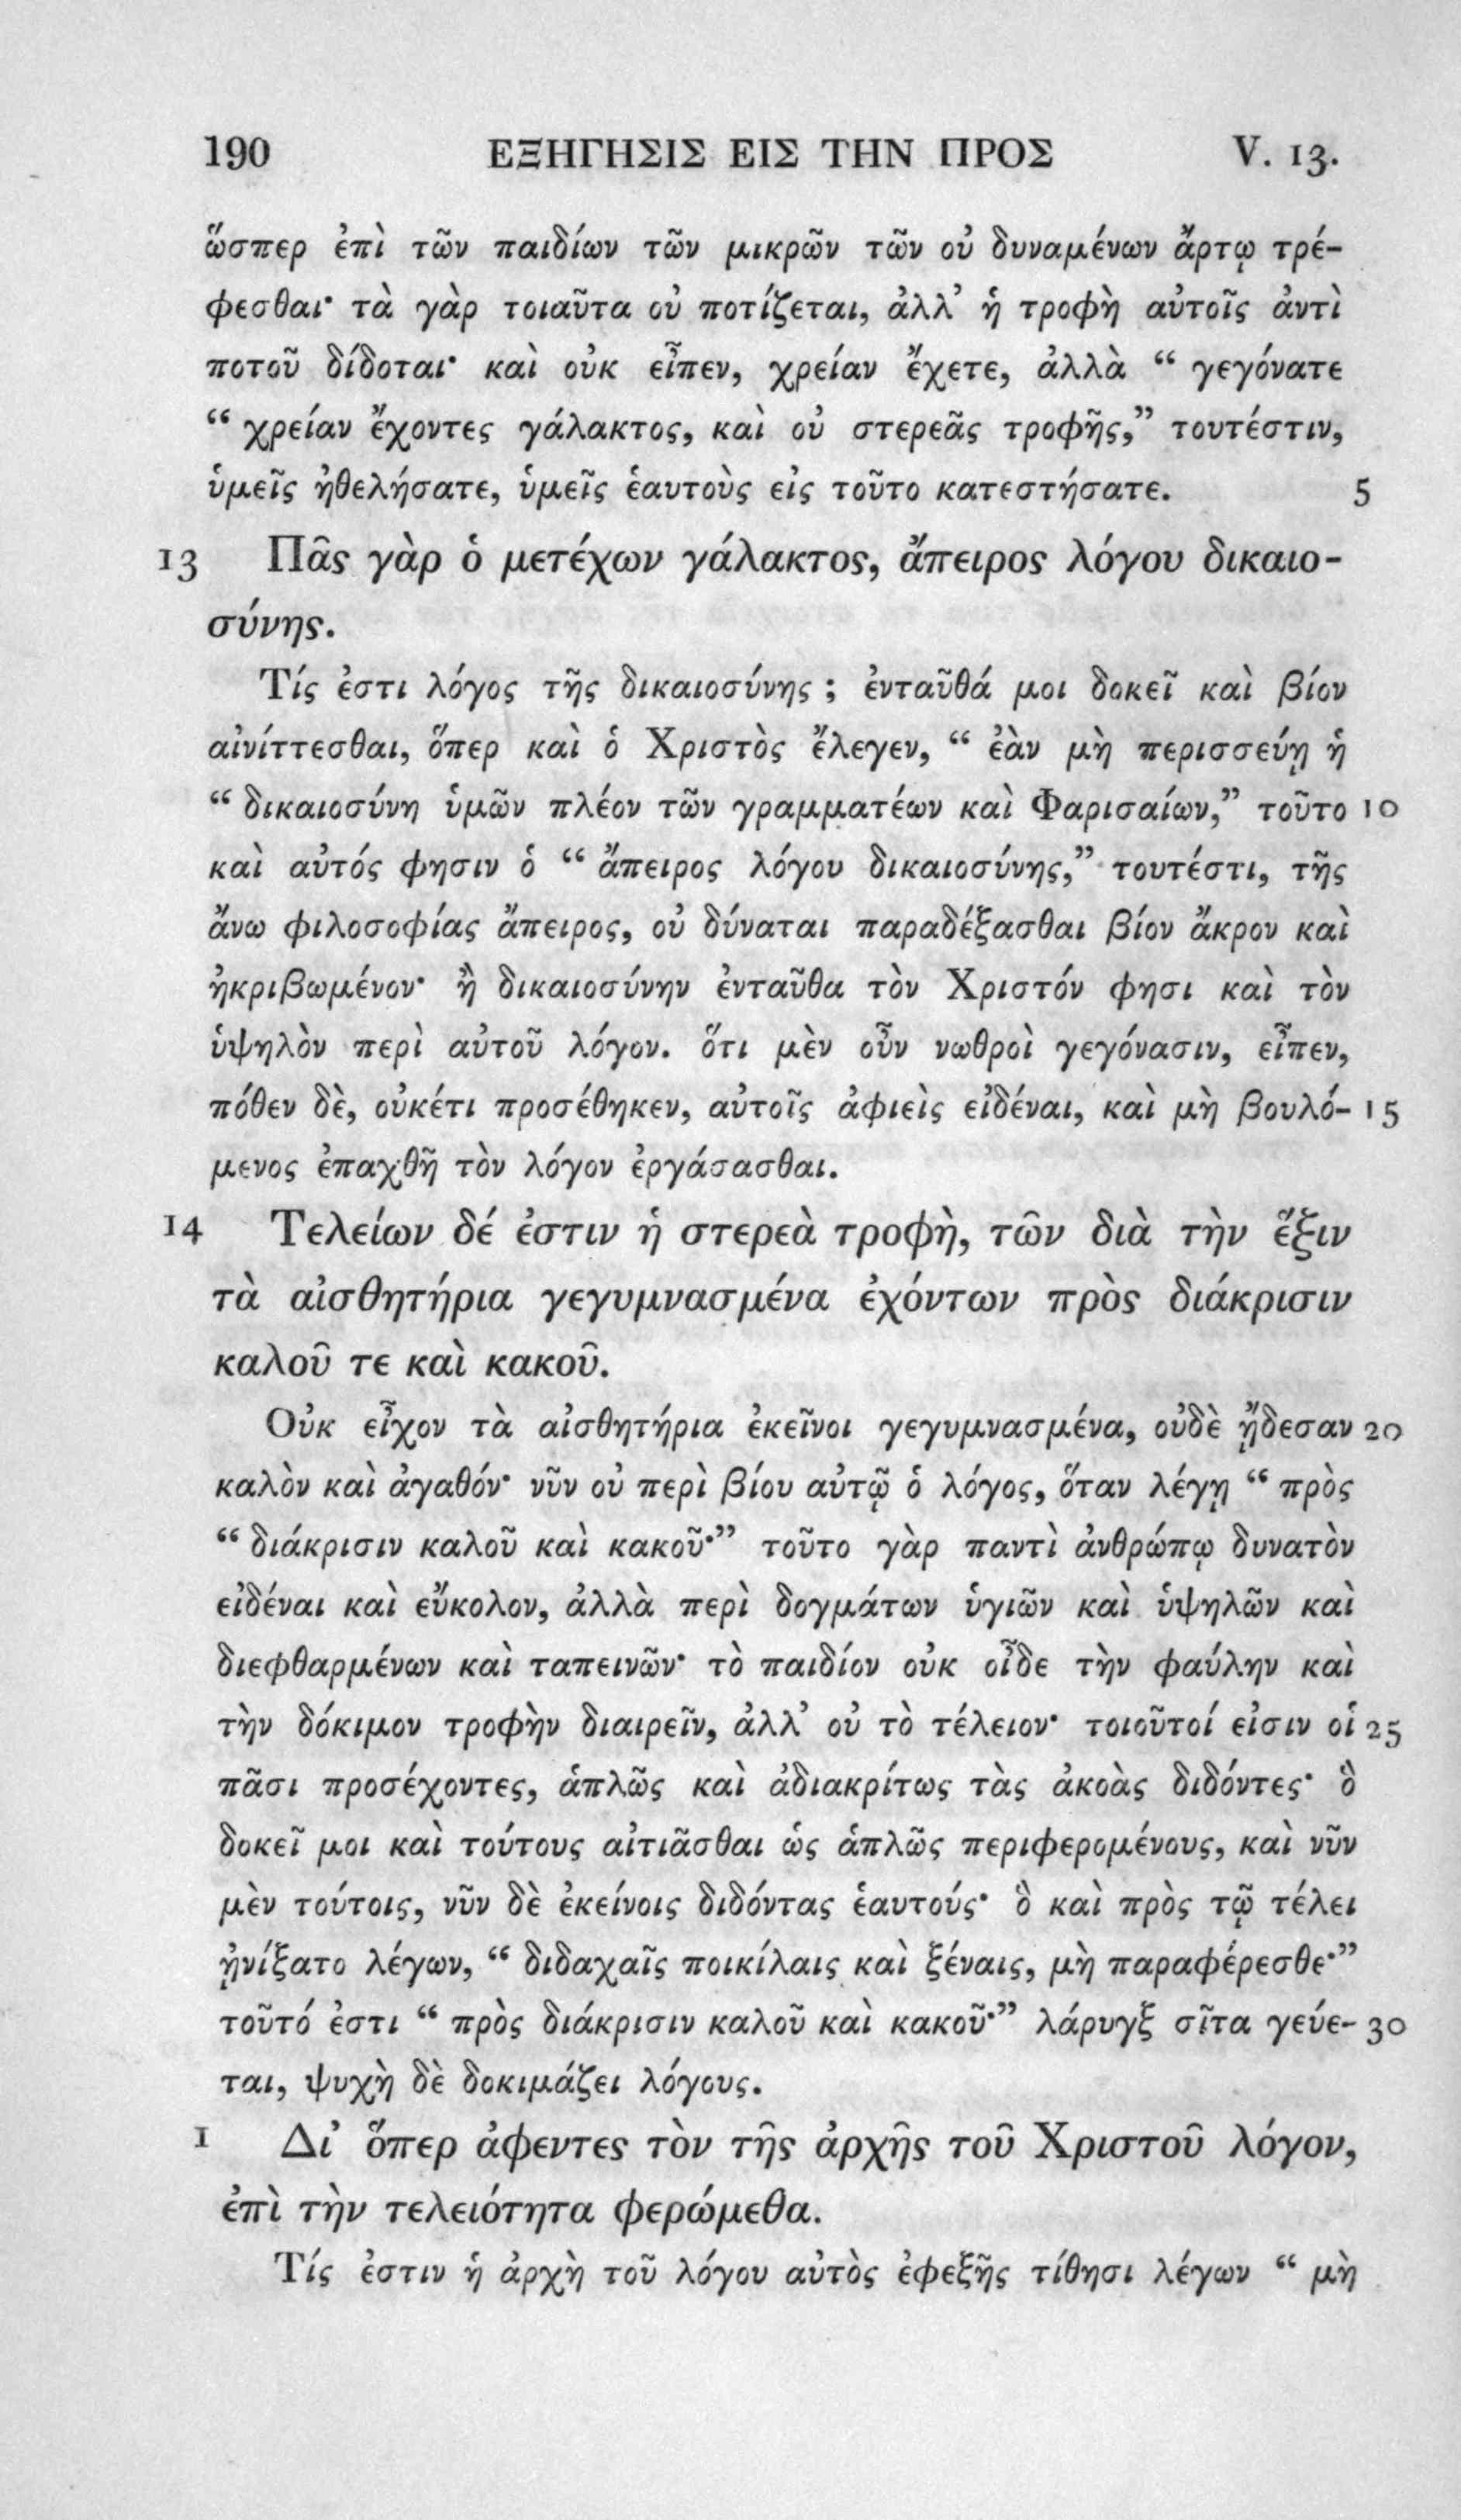 190 ΕΞΗΓΗΣΙΣ ΕΙΣ ΤΗΝ ΠΡΟΣ V. 13.
ὥσπερ ἐπὶ τῶν παιδίων τῶν μικρῶν τῶν οὐ δυναμένων ἄρτῳ τρέ-
φεσθαι· τὰ γὰρ τοιαῦτα οὐ ποτίζεται, ἀλλ’ ἡ τροφὴ αὐτοῖς ἀντὶ
ποτοῦ δίδοται· καὶ οὐκ εἶπεν, χρείαν ἔχετε, ἀλλὰ “ γεγόνατε
“ χρείαν ἔχοντες γάλακτος, καὶ οὐ στερεᾶς τροφῆς,” τουτέστιν,
ὑμεῖς ἠθελήσατε, ὑμεῖς ἑαυτοὺς εἰς τοῦτο κατεστήσατε. 5
13 Πᾶς γὰρ ὁ μετέχων γάλακτος, ἄπειρος λόγου δικαιο-
σύνης.
Τίς ἐστι λόγος τῆς δικαιοσύνης ; ἐνταῦθά μοι δοκεῖ καὶ βίον
αἰνίττεσθαι, ὅπερ καὶ ὁ Χριστὸς ἔλεγεν, “ ἐὰν μὴ περισσεύῃ ἡ
“ δικαιοσύνη ὑμῶν πλέον τῶν γραμματέων καὶ Φαρισαίων,” τοῦτο 10
καὶ αὐτός φησιν ὁ “ ἄπειρος λόγου δικαιοσύνης,” τουτέστι, τῆς
ἄνω φιλοσοφίας ἄπειρος, οὐ δύναται παραδέξασθαι βίον ἄκρον καὶ
ἠκριβωμένον· ἢ δικαιοσύνην ἐνταῦθα τὸν Χριστόν φησι καὶ τὸν
ὑψηλὸν περὶ αὐτοῦ λόγον. ὅτι μὲν οὖν νωθροὶ γεγόνασιν, εἶπεν,
πόθεν δὲ, οὐκέτι προσέθηκεν, αὐτοῖς ἀφιεὶς εἰδέναι, καὶ μὴ βουλό- 15
μενος ἐπαχθῆ τὸν λόγον ἐργάσασθαι.
14 Τελείων δέ ἐστιν ἡ στερεὰ τροφὴ, τῶν διὰ τὴν ἕξιν
τὰ αἰσθητήρια γεγυμνασμένα ἐχόντων πρὸς διάκρισιν
καλοῦ τε καὶ κακοῦ.
Οὐκ εἶχον τὰ αἰσθητήρια ἐκεῖνοι γεγυμνασμένα, οὐδὲ ᾔδεσαν 20
καλὸν καὶ ἀγαθόν· νῦν οὐ περὶ βίου αὐτῷ ὁ λόγος, ὅταν λέγῃ “ πρὸς
“ διάκρισιν καλοῦ καὶ κακοῦ·” τοῦτο γὰρ παντὶ ἀνθρώπῳ δυνατὸν
εἰδέναι καὶ εὔκολον, ἀλλὰ περὶ δογμάτων ὑγιῶν καὶ ὑψηλῶν καὶ
διεφθαρμένων καὶ ταπεινῶν· τὸ παιδίον οὐκ οἶδε τὴν φαύλην καὶ
τὴν δόκιμον τροφὴν διαιρεῖν, ἀλλ’ οὐ τὸ τέλειον· τοιοῦτοί εἰσιν οἱ 25
πᾶσι προσέχοντες, ἁπλῶς καὶ ἀδιακρίτως τὰς ἀκοὰς διδόντες· ὃ
δοκεῖ μοι καὶ τούτους αἰτιᾶσθαι ὡς ἁπλῶς περιφερομένους, καὶ νῦν
μὲν τούτοις, νῦν δὲ ἐκείνοις διδόντας ἑαυτούς· ὃ καὶ πρὸς τῷ τέλει
ᾐνίξατο λέγων, “ διδαχαῖς ποικίλαις καὶ ξέναις, μὴ παραφέρεσθε·”
τοῦτό ἐστι “ πρὸς διάκρισιν καλοῦ καὶ κακοῦ·” λάρυγξ σῖτα γεύε- 30
ται, ψυχὴ δὲ δοκιμάζει λόγους.
1 Δι’ ὅπερ ἀφεντες τὸν τῆς ἀρχῆς τοῦ Χριστοῦ λόγον,
ἐπὶ τὴν τελειότητα φερώμεθα.
Τίς ἐστιν ἡ ἀρχὴ τοῦ λόγου αὐτὸς ἐφεξῆς τίθησι λέγων “ μὴ